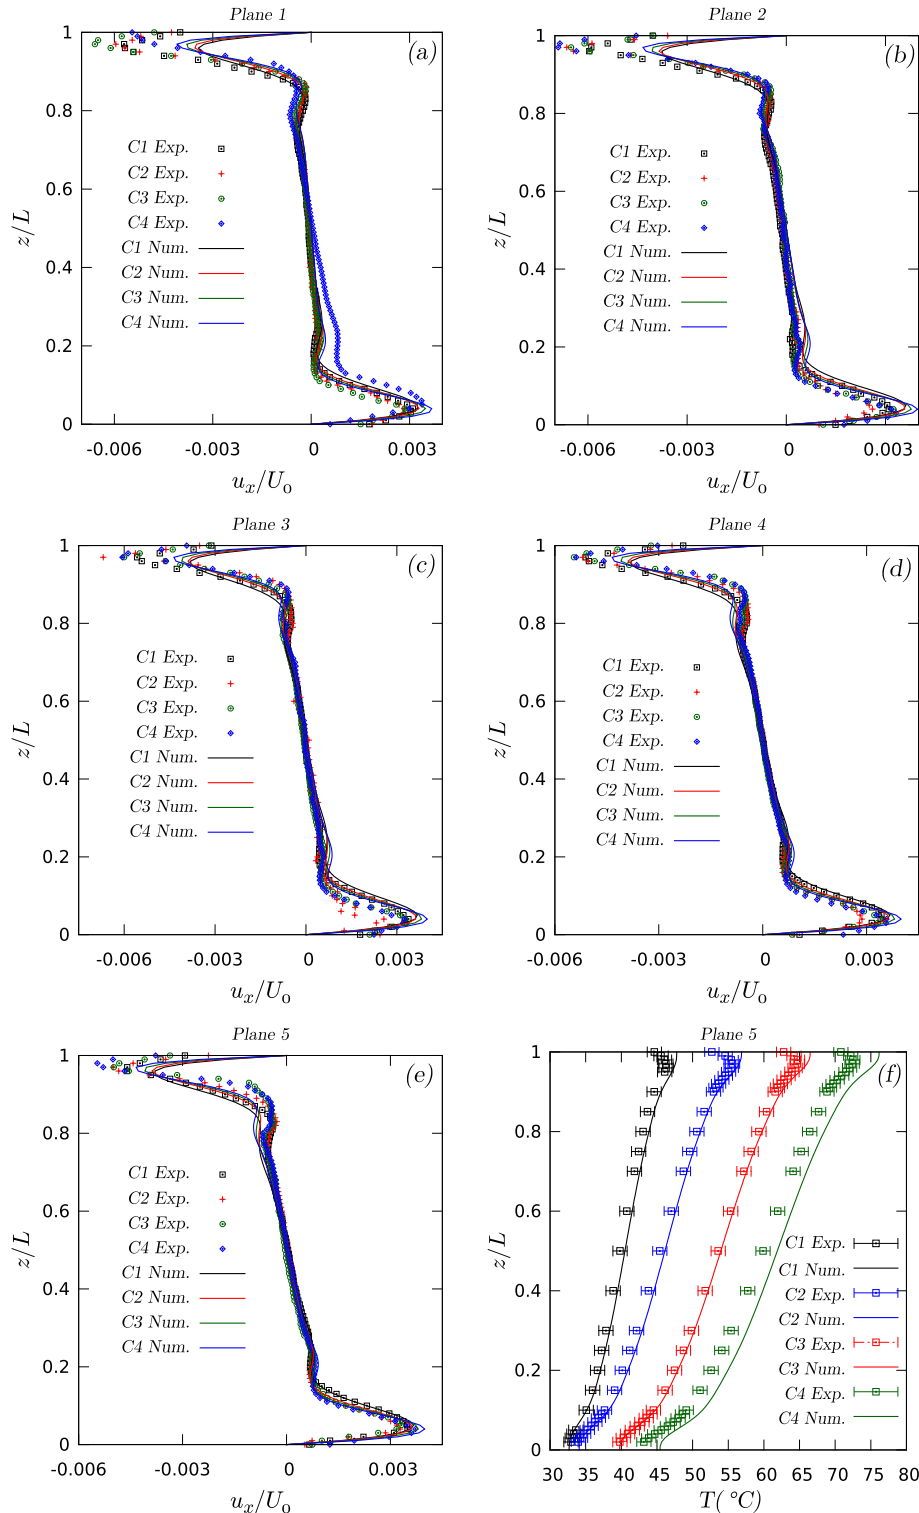 Plane 1
(a)
1
0.8
0.6
0.4
0.2
0
z/L
C1 Exp.
C2 Exp.
C3 Exp.
C4 Exp.
C1 Num.
C2 Num.
C3 Num.
C4 Num.
-0.006 -0.003 0 0.003
uₓ/U₀
Plane 2
(b)
1
0.8
0.6
0.4
0.2
0
z/L
C1 Exp.
C2 Exp.
C3 Exp.
C4 Exp.
C1 Num.
C2 Num.
C3 Num.
C4 Num.
-0.006 -0.003 0 0.003
uₓ/U₀
Plane 3
(c)
1
0.8
0.6
0.4
0.2
0
z/L
C1 Exp.
C2 Exp.
C3 Exp.
C4 Exp.
C1 Num.
C2 Num.
C3 Num.
C4 Num.
-0.006 -0.003 0 0.003
uₓ/U₀
Plane 4
(d)
1
0.8
0.6
0.4
0.2
0
z/L
C1 Exp.
C2 Exp.
C3 Exp.
C4 Exp.
C1 Num.
C2 Num.
C3 Num.
C4 Num.
-0.006 -0.003 0 0.003
uₓ/U₀
Plane 5
(e)
1
0.8
0.6
0.4
0.2
0
z/L
C1 Exp.
C2 Exp.
C3 Exp.
C4 Exp.
C1 Num.
C2 Num.
C3 Num.
C4 Num.
-0.006 -0.003 0 0.003
uₓ/U₀
Plane 5
(f)
1
0.8
0.6
0.4
0.2
0
z/L
C1 Exp.
C1 Num.
C2 Exp.
C2 Num.
C3 Exp.
C3 Num.
C4 Exp.
C4 Num.
30 35 40 45 50 55 60 65 70 75 80
T( °C)